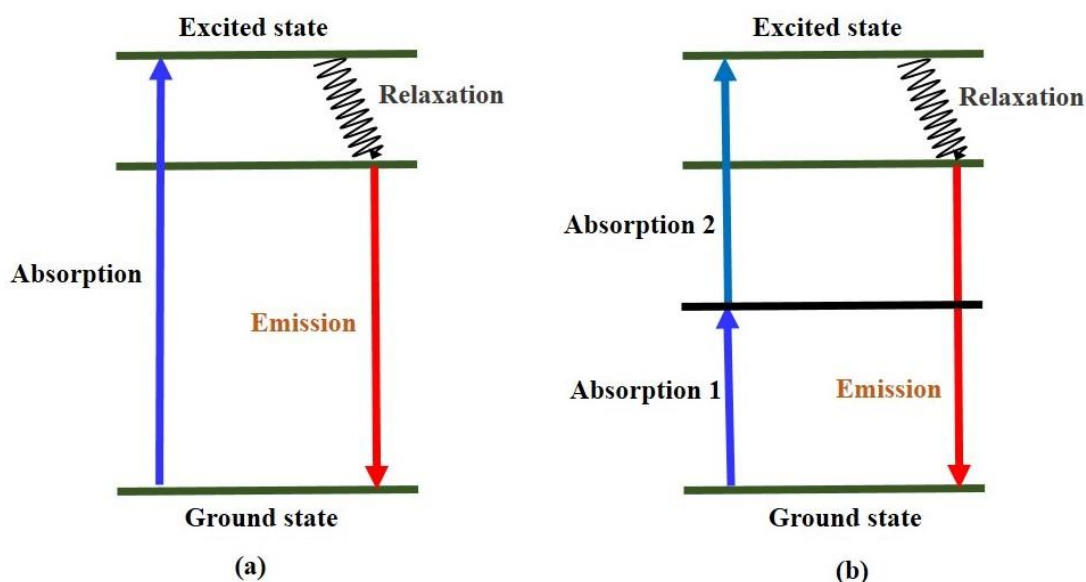 Excited state
Relaxation
Absorption
Emission
Ground state
(a)
Excited state
Relaxation
Absorption 2
Absorption 1
Emission
Ground state
(b)